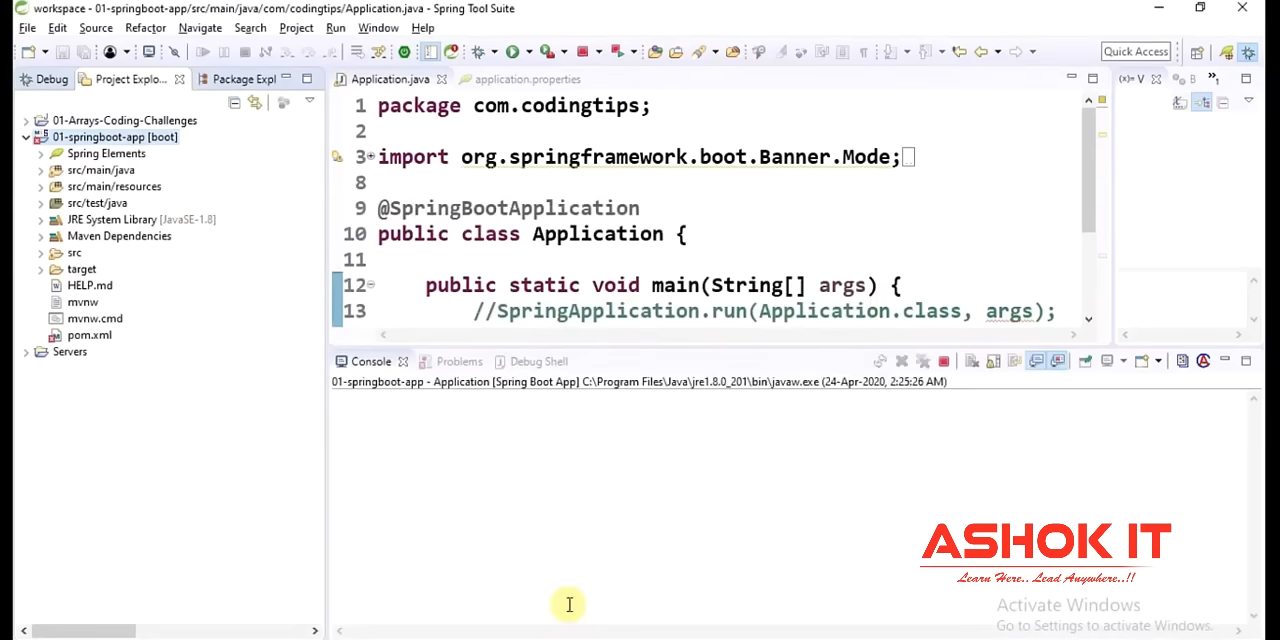 workspace - 01-springboot-app/src/main/java/com/codingtips/Application.java - Spring Tool Suite
File Edit Source Refactor Navigate Search Project Run Window Help
Quick Access
Debug Project Explo... Package Expl
Application.java application.properties
(x)= V B »1
01-Arrays-Coding-Challenges
01-springboot-app [boot]
Spring Elements
src/main/java
src/main/resources
src/test/java
JRE System Library [JavaSE-1.8]
Maven Dependencies
src
target
HELP.md
mvnw
mvnw.cmd
pom.xml
Servers
1 package com.codingtips;
2
3 import org.springframework.boot.Banner.Mode;
8
9 @SpringBootApplication
10 public class Application {
11
12 public static void main(String[] args) {
13 //SpringApplication.run(Application.class, args);
Console Problems Debug Shell
01-springboot-app - Application [Spring Boot App] C:\Program Files\Java\jre1.8.0_201\bin\javaw.exe (24-Apr-2020, 2:25:26 AM)
ASHOK IT
Learn Here.. Lead Anywhere..!!
Activate Windows
Go to Settings to activate Windows.